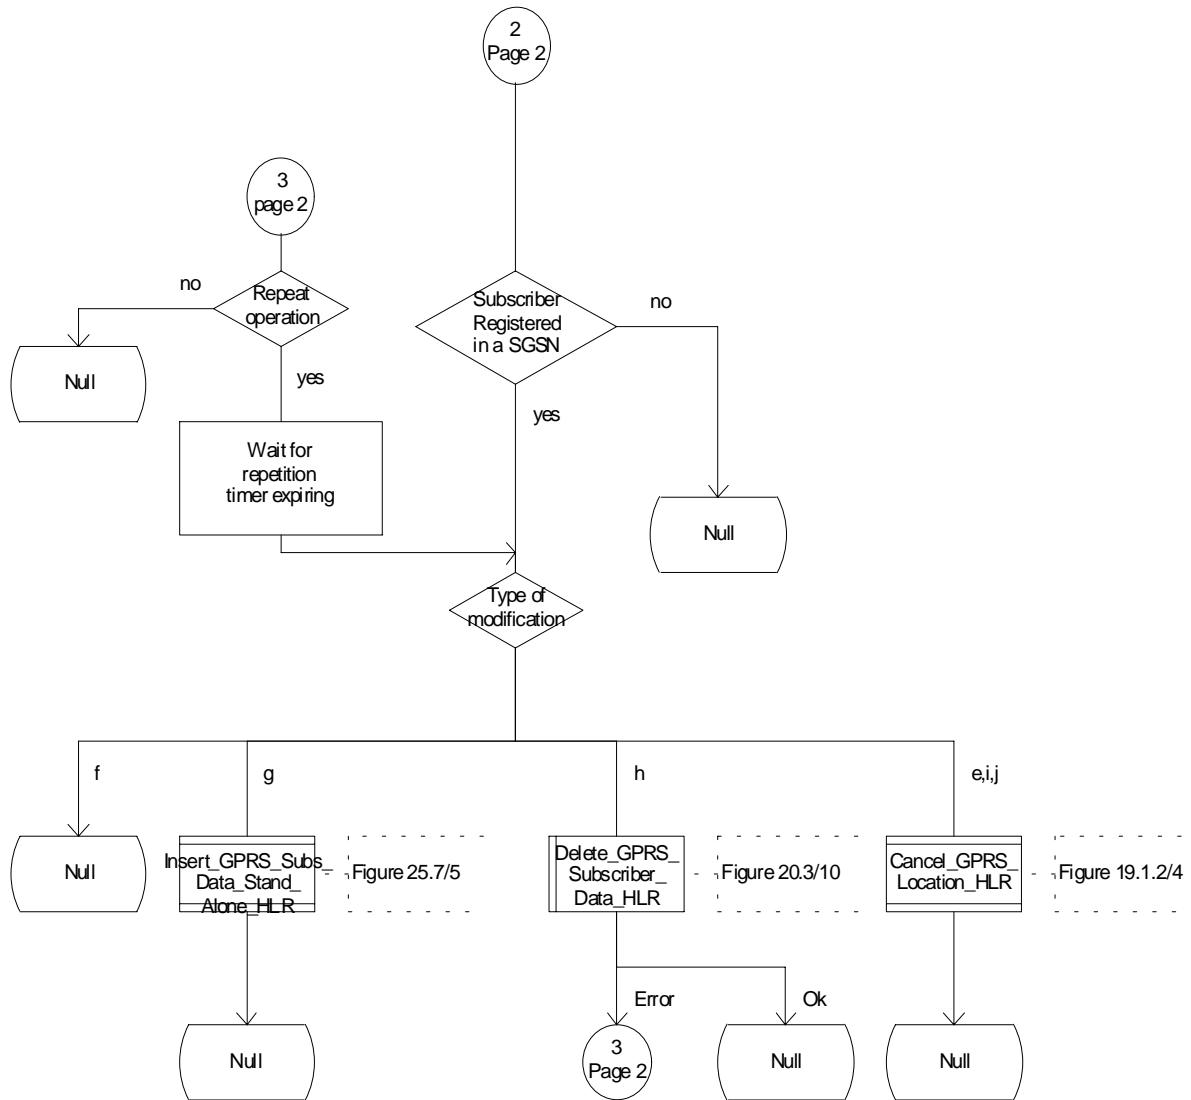 2
Page 2
3
page 2
no
Repeat
operation
Subscriber
Registered
in a SGSN
no
Null
yes
yes
Wait for
repetition
timer expiring
Null
Type of
modification
f
g
h
e,i,j
Null
Insert_GPRS_Subs_
Data_Stand_
Alone_HLR
Figure 25.7/5
Delete_GPRS_
Subscriber_
Data_HLR
Figure 20.3/10
Cancel_GPRS_
Location_HLR
Figure 19.1.2/4
Error
Ok
Null
3
Page 2
Null
Null